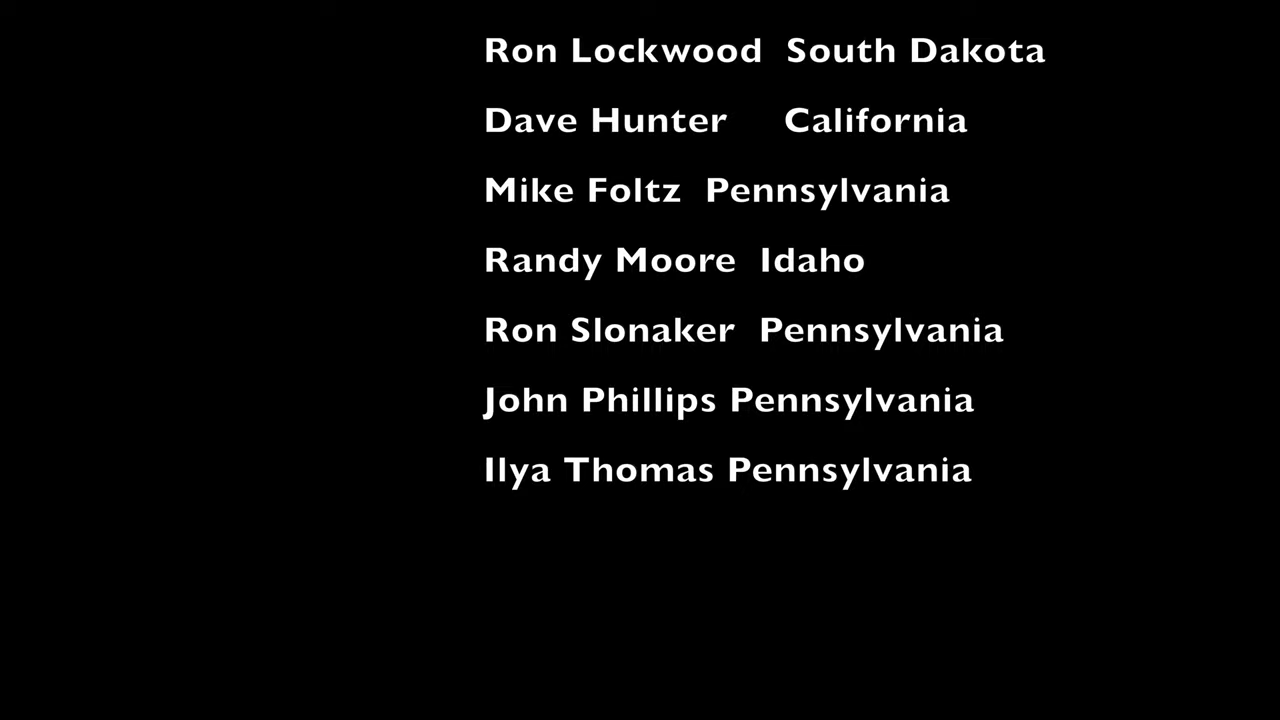 Ron Lockwood  South Dakota
Dave Hunter     California
Mike Foltz  Pennsylvania
Randy Moore  Idaho
Ron Slonaker  Pennsylvania
John Phillips Pennsylvania
Ilya Thomas Pennsylvania